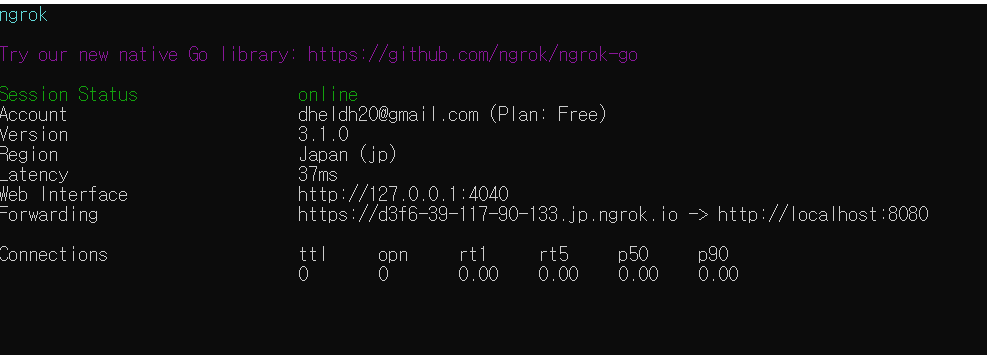 ngrok
Try our new native Go library: https://github.com/ngrok/ngrok-go
Session Status online
Account dheldh20@gmail.com (Plan: Free)
Version 3.1.0
Region Japan (jp)
Latency 37ms
Web Interface http://127.0.0.1:4040
Forwarding https://d3f6-39-117-90-133.jp.ngrok.io -> http://localhost:8080
Connections ttl opn rt1 rt5 p50 p90
0 0 0.00 0.00 0.00 0.00